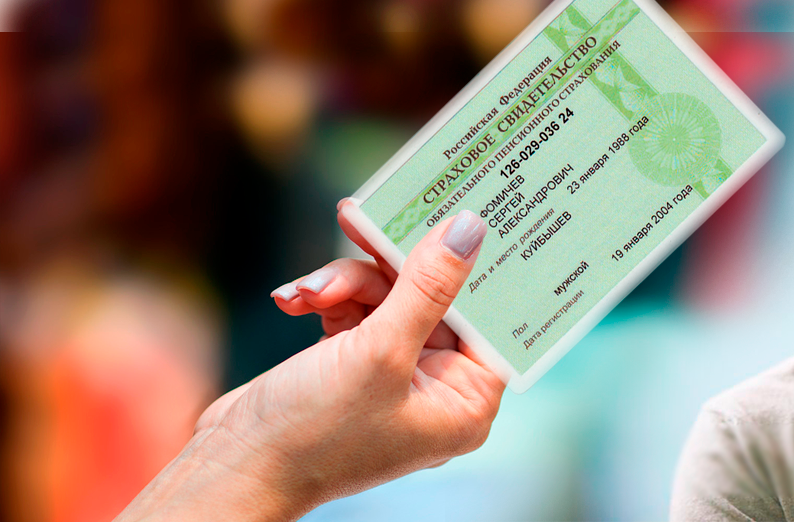 Российская Федерация
СТРАХОВОЕ СВИДЕТЕЛЬСТВО
ОБЯЗАТЕЛЬНОГО ПЕНСИОННОГО СТРАХОВАНИЯ
126-029-036 24
ФОМИЧЕВ
СЕРГЕЙ
АЛЕКСАНДРОВИЧ
Дата и место рождения 23 января 1988 года
КУЙБЫШЕВ
Пол мужской
Дата регистрации 19 января 2004 года